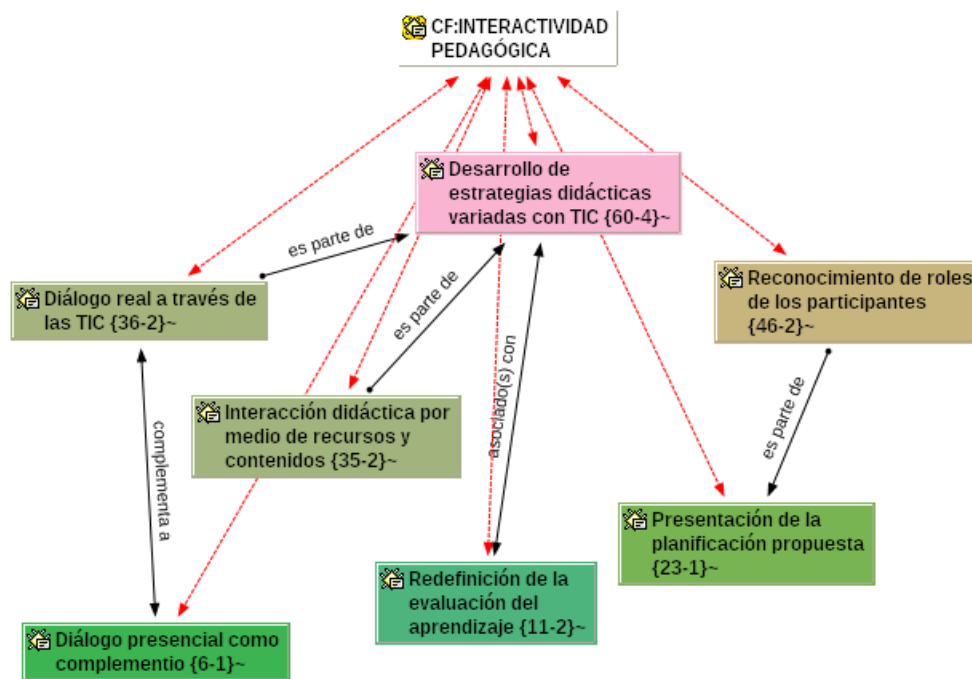 CF:INTERACTIVIDAD
PEDAGÓGICA
Desarrollo de
estrategias didácticas
variadas con TIC {60-4}~
es parte de
Diálogo real a través de
las TIC {36-2}~
es parte de
Reconocimiento de roles
de los participantes
{46-2}~
asociado(s) con
es parte de
Interacción didáctica por
medio de recursos y
contenidos {35-2}~
complementa a
Presentación de la
planificación propuesta
{23-1}~
Redefinición de la
evaluación del
aprendizaje {11-2}~
Diálogo presencial como
complementio {6-1}~